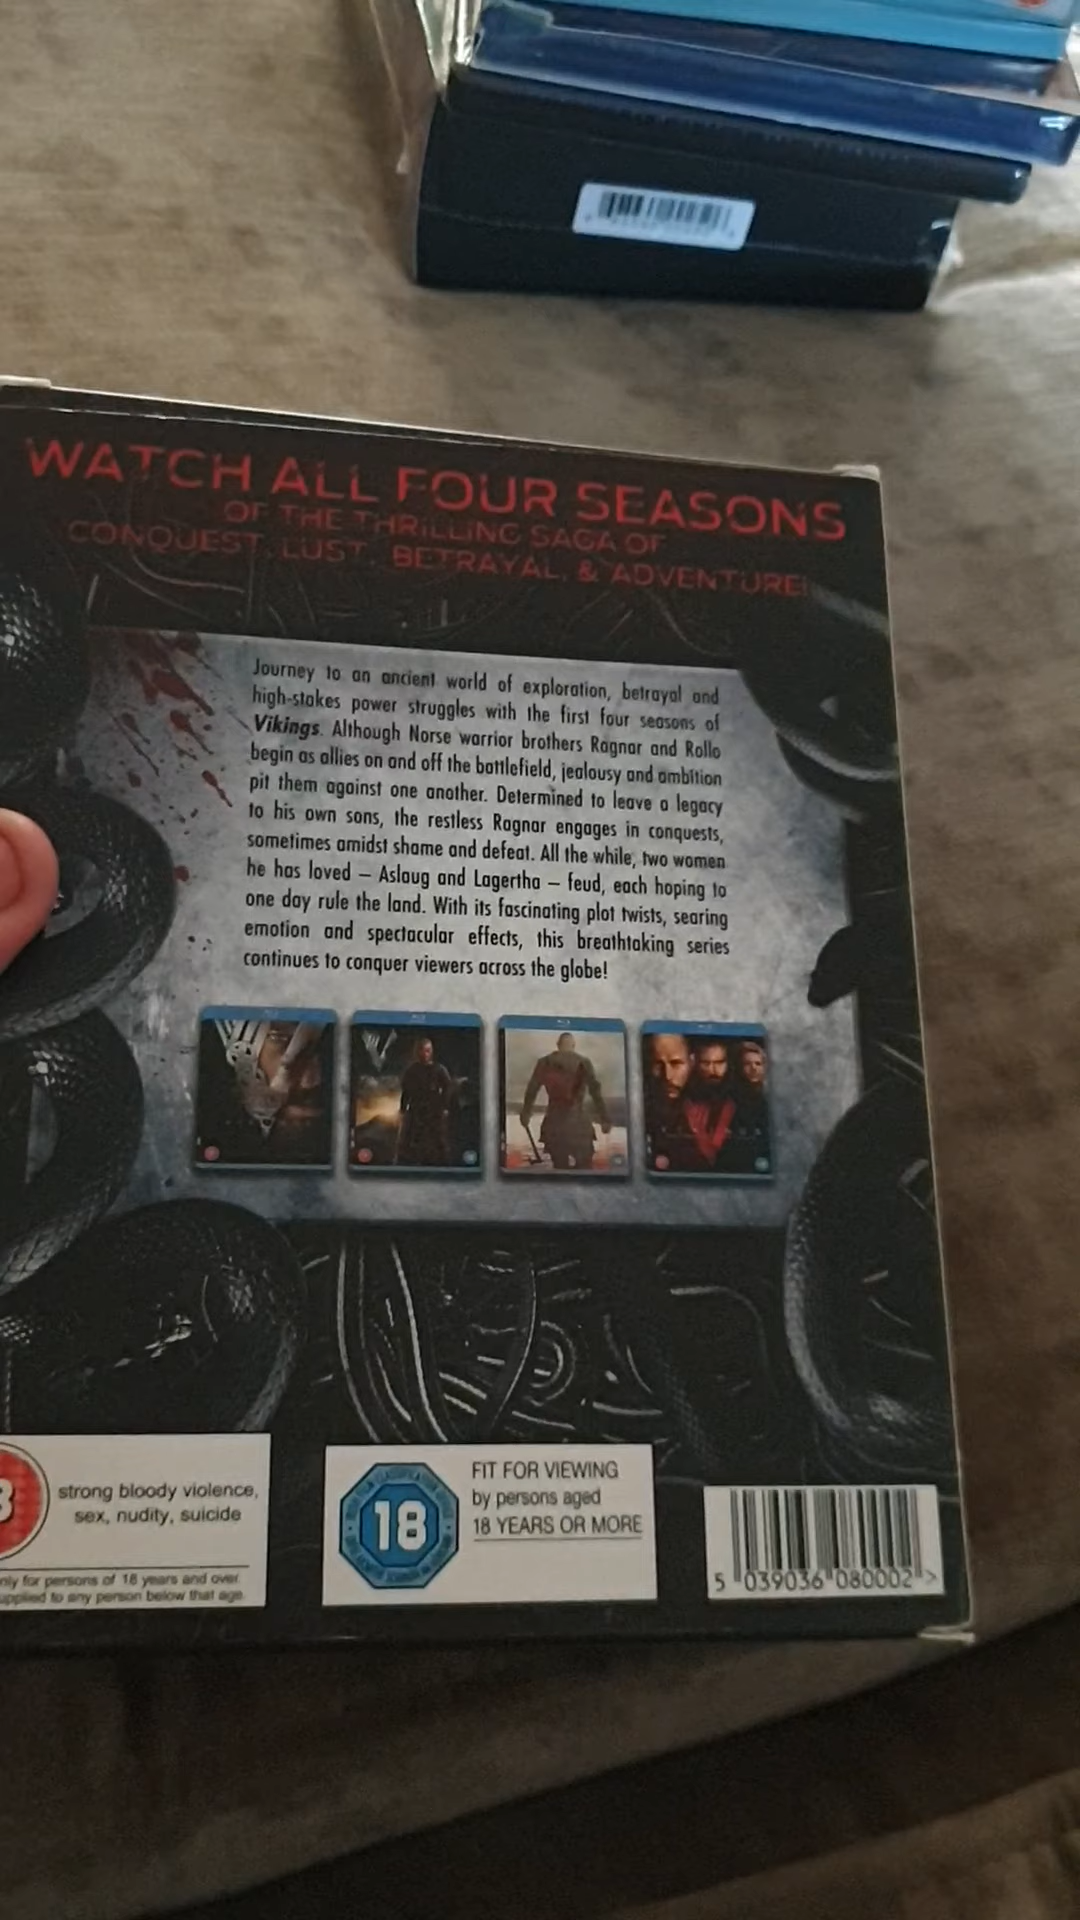 WATCH ALL FOUR SEASONS
OF THE THRILLING SAGA OF
CONQUEST, LUST, BETRAYAL, & ADVENTURE!
Journey to an ancient world of exploration, betrayal and
high-stakes power struggles with the first four seasons of
Vikings. Although Norse warrior brothers Ragnar and Rollo
begin as allies on and off the battlefield, jealousy and ambition
pit them against one another. Determined to leave a legacy
to his own sons, the restless Ragnar engages in conquests,
sometimes amidst shame and defeat. All the while, two women
he has loved – Aslaug and Lagertha – feud, each hoping to
one day rule the land. With its fascinating plot twists, searing
emotion and spectacular effects, this breathtaking series
continues to conquer viewers across the globe!
strong bloody violence,
sex, nudity, suicide
for persons of 18 years and over.
to any person below that age.
18
FIT FOR VIEWING
by persons aged
18 YEARS OR MORE
5 039036 080002 >